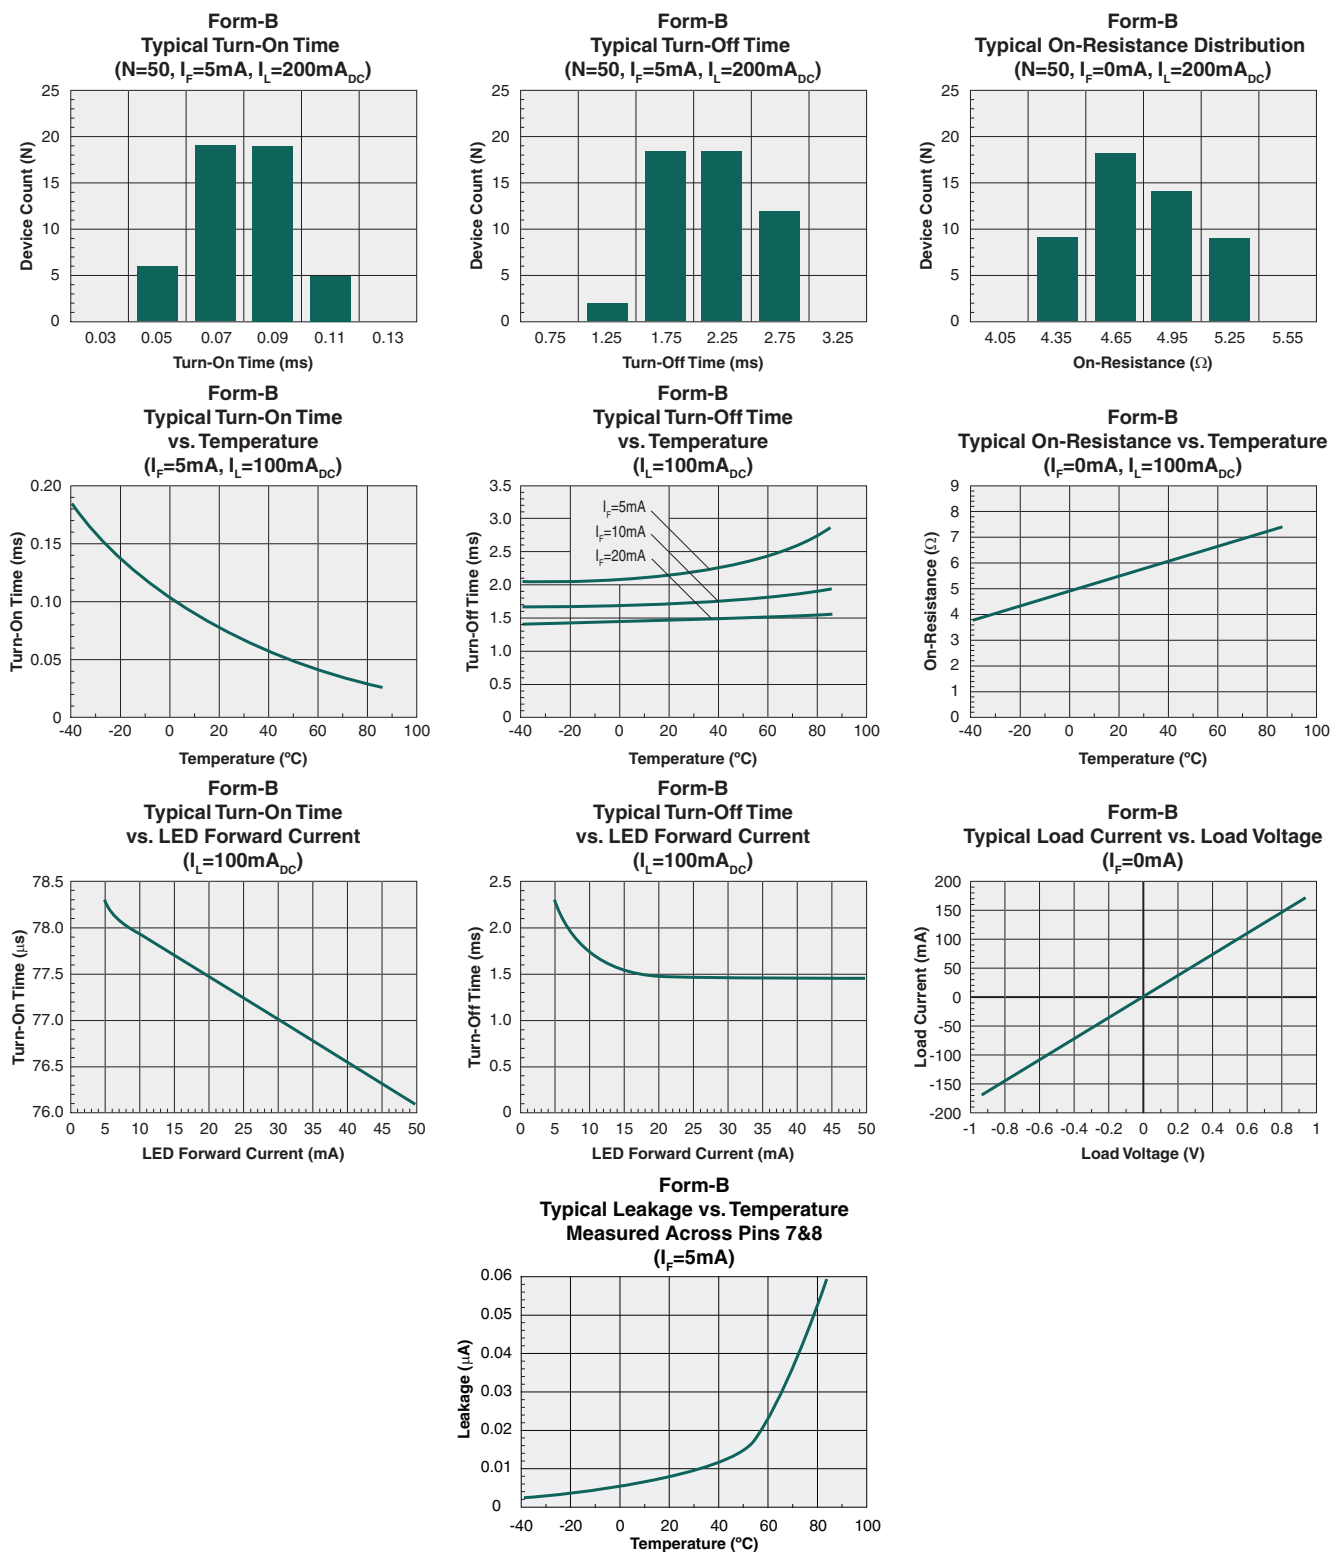 Form-B
Typical Turn-On Time
(N=50, IF=5mA, IL=200mADC)
25
20
15
10
5
0
Device Count (N)
0.03 0.05 0.07 0.09 0.11 0.13
Turn-On Time (ms)
Form-B
Typical Turn-Off Time
(N=50, IF=5mA, IL=200mADC)
25
20
15
10
5
0
Device Count (N)
0.75 1.25 1.75 2.25 2.75 3.25
Turn-Off Time (ms)
Form-B
Typical On-Resistance Distribution
(N=50, IF=0mA, IL=200mADC)
25
20
15
10
5
0
Device Count (N)
4.05 4.35 4.65 4.95 5.25 5.55
On-Resistance (Ω)
Form-B
Typical Turn-On Time
vs. Temperature
(IF=5mA, IL=100mADC)
0.20
0.15
0.10
0.05
0
Turn-On Time (ms)
-40 -20 0 20 40 60 80 100
Temperature (ºC)
Form-B
Typical Turn-Off Time
vs. Temperature
(IL=100mADC)
3.5
3.0
2.5
2.0
1.5
1.0
0.5
0
Turn-Off Time (ms)
IF=5mA
IF=10mA
IF=20mA
-40 -20 0 20 40 60 80 100
Temperature (ºC)
Form-B
Typical On-Resistance vs. Temperature
(IF=0mA, IL=100mADC)
9
8
7
6
5
4
3
2
1
0
On-Resistance (Ω)
-40 -20 0 20 40 60 80 100
Temperature (ºC)
Form-B
Typical Turn-On Time
vs. LED Forward Current
(IL=100mADC)
78.5
78.0
77.5
77.0
76.5
76.0
Turn-On Time (μs)
0 5 10 15 20 25 30 35 40 45 50
LED Forward Current (mA)
Form-B
Typical Turn-Off Time
vs. LED Forward Current
(IL=100mADC)
2.5
2.0
1.5
1.0
0.5
0
Turn-Off Time (ms)
0 5 10 15 20 25 30 35 40 45 50
LED Forward Current (mA)
Form-B
Typical Load Current vs. Load Voltage
(IF=0mA)
200
150
100
50
0
-50
-100
-150
-200
Load Current (mA)
-1 -0.8 -0.6 -0.4 -0.2 0 0.2 0.4 0.6 0.8 1
Load Voltage (V)
Form-B
Typical Leakage vs. Temperature
Measured Across Pins 7&8
(IF=5mA)
0.06
0.05
0.04
0.03
0.02
0.01
0
Leakage (μA)
-40 -20 0 20 40 60 80 100
Temperature (ºC)